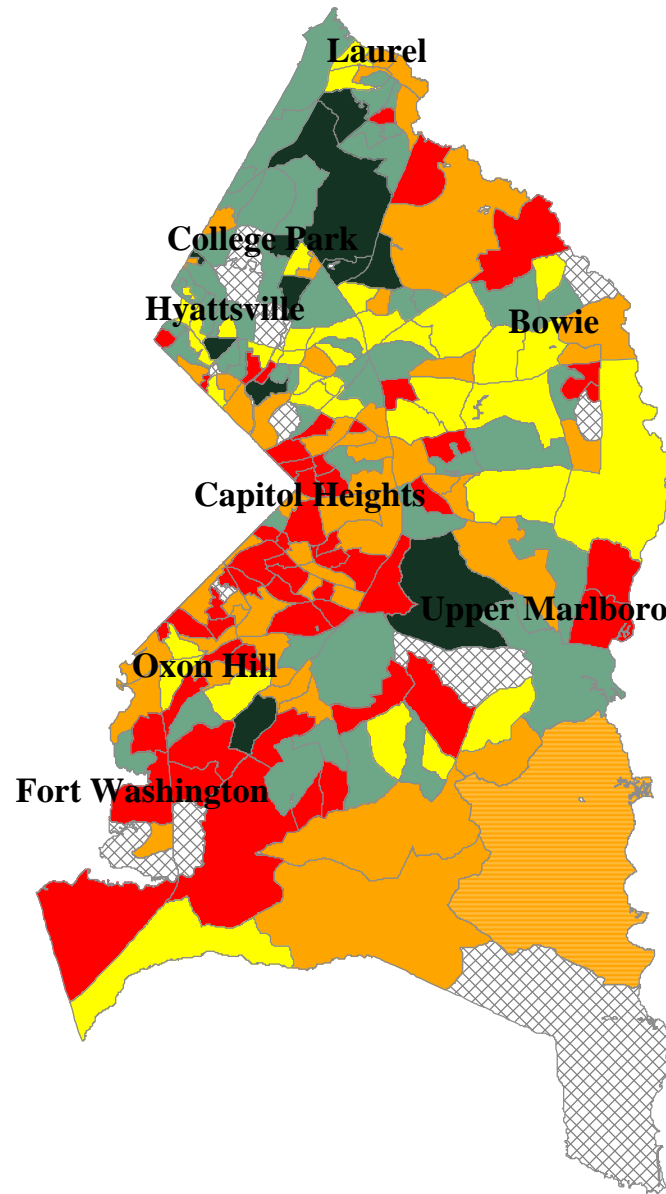 Laurel
College Park
Hyattsville
Bowie
Capitol Heights
Upper Marlboro
Oxon Hill
Fort Washington